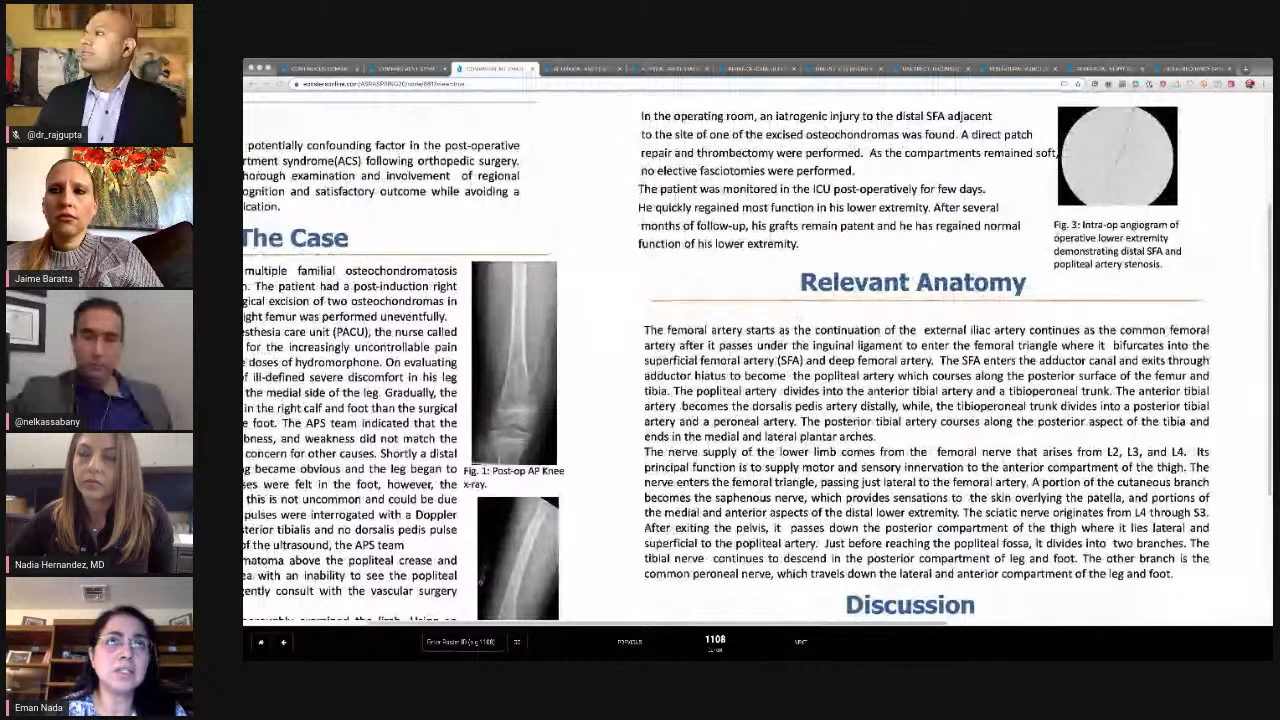 @dr_rajgupta
Jaime Baratta
@nelkassabany
Nadia Hernandez, MD
Eman Nada
potentially confounding factor in the post-operative
rtment syndrome(ACS) following orthopedic surgery.
horough examination and involvement of regional
ognition and satisfactory outcome while avoiding a
ication.
The Case
multiple familial osteochondromatosis
n. The patient had a post-induction right
gical excision of two osteochondromas in
ight femur was performed uneventfully.
esthesia care unit (PACU), the nurse called
for the increasingly uncontrollable pain
e doses of hydromorphone. On evaluating
of ill-defined severe discomfort in his leg
the medial side of the leg. Gradually, the
in the right calf and foot than the surgical
e foot. The APS team indicated that the
bness, and weakness did not match the
concern for other causes. Shortly a distal
ng became obvious and the leg began to
ses were felt in the foot, however, the
this is not uncommon and could be due
pulses were interrogated with a Doppler
sterior tibialis and no dorsalis pedis pulse
of the ultrasound, the APS team
matoma above the popliteal crease and
ea with an inability to see the popliteal
gently consult with the vascular surgery
Fig. 1: Post-op AP Knee
x-ray.
In the operating room, an iatrogenic injury to the distal SFA adjacent
to the site of one of the excised osteochondromas was found. A direct patch
repair and thrombectomy were performed. As the compartments remained soft,
no elective fasciotomies were performed.
The patient was monitored in the ICU post-operatively for few days.
He quickly regained most function in his lower extremity. After several
months of follow-up, his grafts remain patent and he has regained normal
function of his lower extremity.
Fig. 3: Intra-op angiogram of
operative lower extremity
demonstrating distal SFA and
popliteal artery stenosis.
Relevant Anatomy
The femoral artery starts as the continuation of the external iliac artery continues as the common femoral
artery after it passes under the inguinal ligament to enter the femoral triangle where it bifurcates into the
superficial femoral artery (SFA) and deep femoral artery. The SFA enters the adductor canal and exits through
adductor hiatus to become the popliteal artery which courses along the posterior surface of the femur and
tibia. The popliteal artery divides into the anterior tibial artery and a tibioperoneal trunk. The anterior tibial
artery becomes the dorsalis pedis artery distally, while, the tibioperoneal trunk divides into a posterior tibial
artery and a peroneal artery. The posterior tibial artery courses along the posterior aspect of the tibia and
ends in the medial and lateral plantar arches.
The nerve supply of the lower limb comes from the femoral nerve that arises from L2, L3, and L4. Its
principal function is to supply motor and sensory innervation to the anterior compartment of the thigh. The
nerve enters the femoral triangle, passing just lateral to the femoral artery. A portion of the cutaneous branch
becomes the saphenous nerve, which provides sensations to the skin overlying the patella, and portions of
the medial and anterior aspects of the distal lower extremity. The sciatic nerve originates from L4 through S3.
After exiting the pelvis, it passes down the posterior compartment of the thigh where it lies lateral and
superficial to the popliteal artery. Just before reaching the popliteal fossa, it divides into two branches. The
tibial nerve continues to descend in the posterior compartment of leg and foot. The other branch is the
common peroneal nerve, which travels down the lateral and anterior compartment of the leg and foot.
Discussion
Enter Poster ID (e.g 1108)
GO
PREVIOUS
1108
NEXT